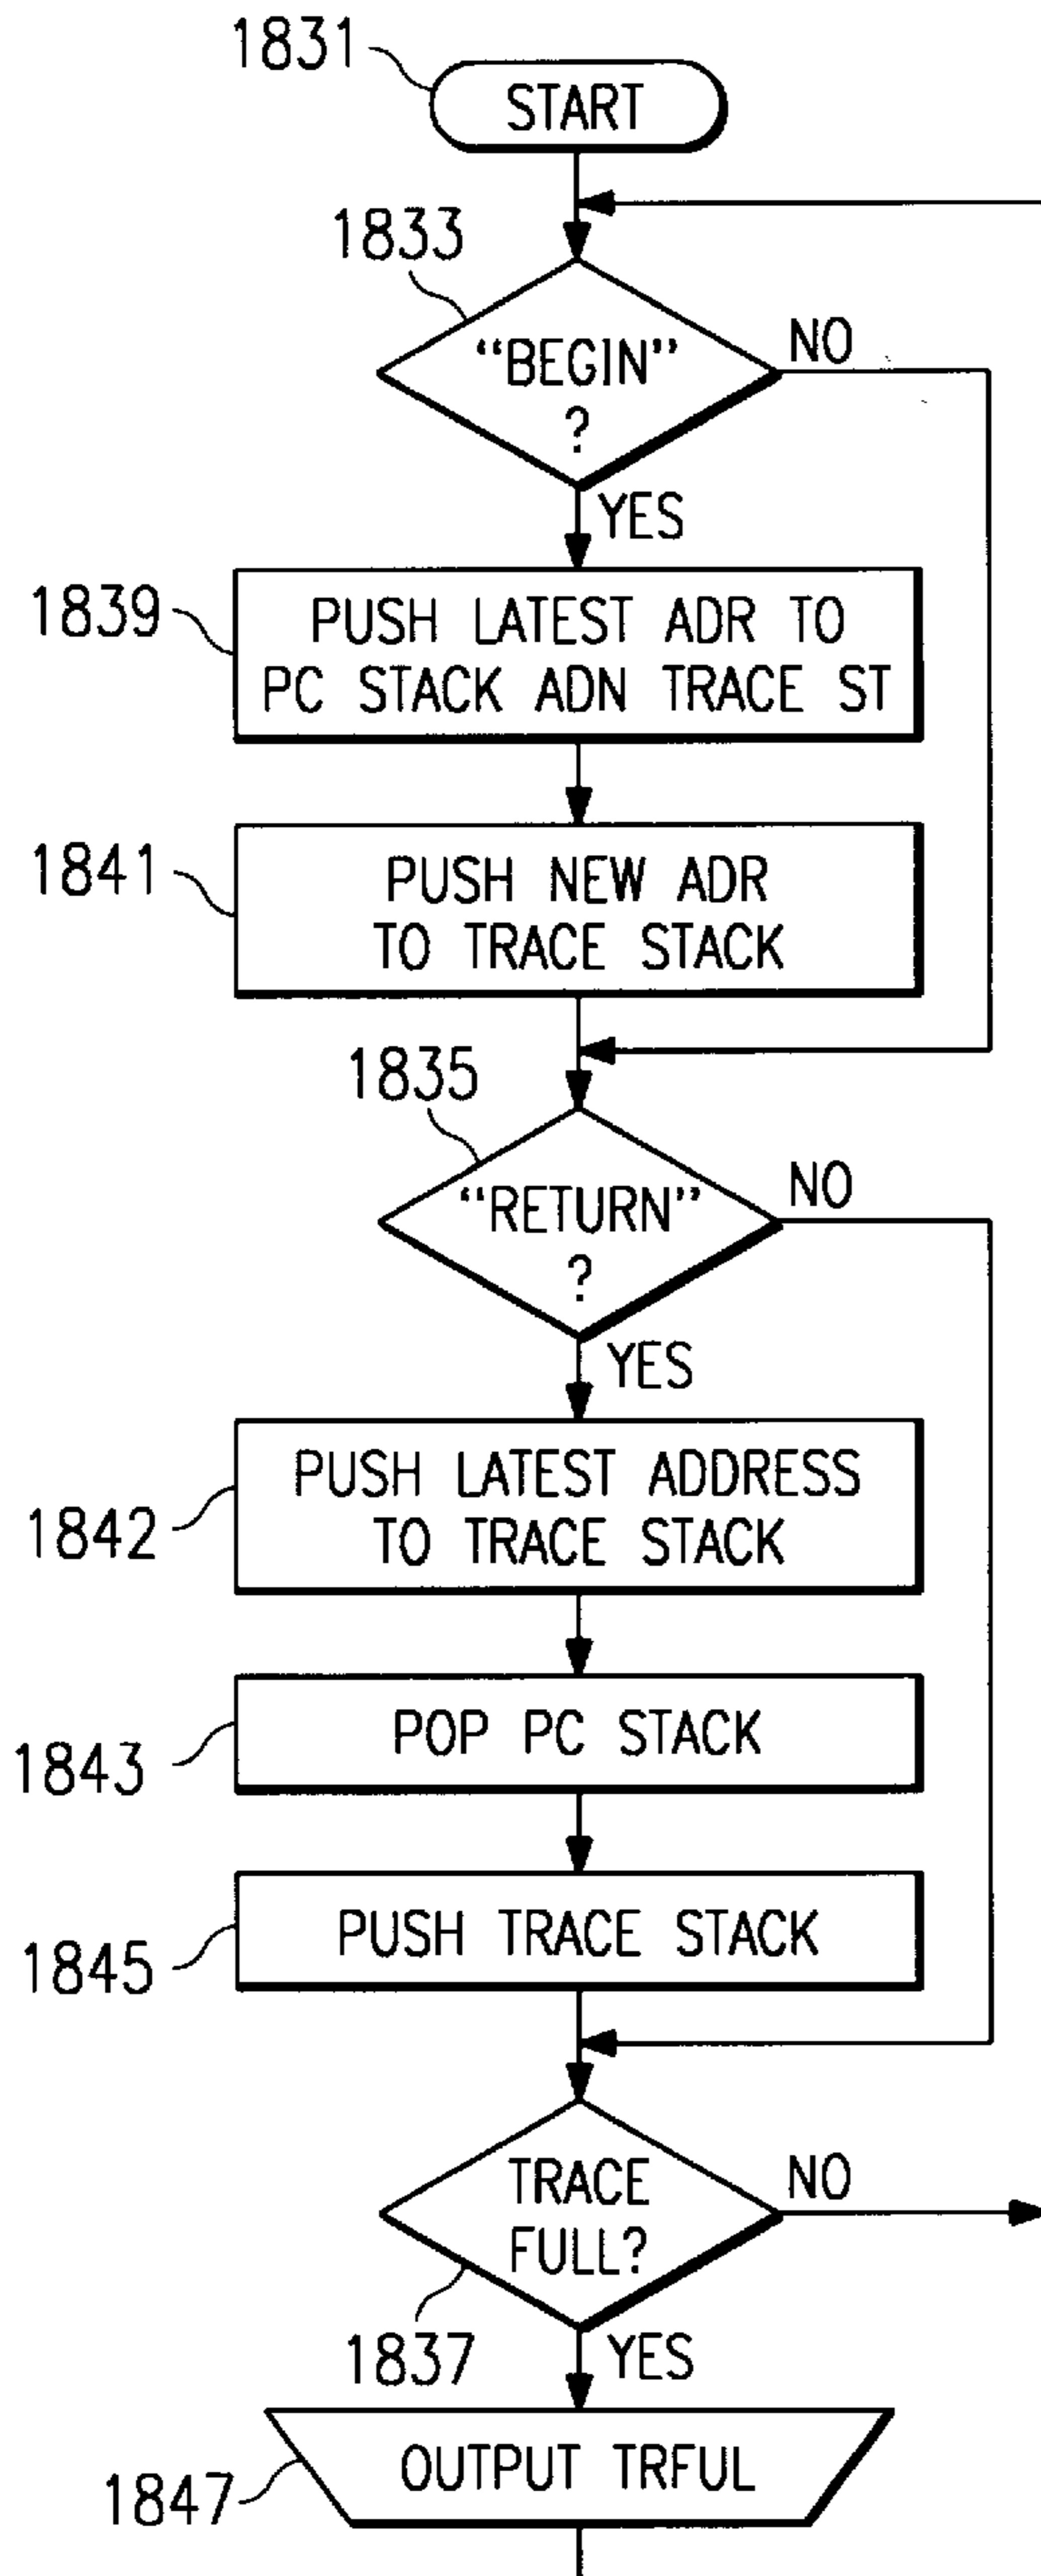 1831
START
1833
“BEGIN”
?
NO
YES
1839
PUSH LATEST ADR TO
PC STACK ADN TRACE ST
1841
PUSH NEW ADR
TO TRACE STACK
1835
“RETURN”
?
NO
YES
1842
PUSH LATEST ADDRESS
TO TRACE STACK
1843
POP PC STACK
1845
PUSH TRACE STACK
TRACE
FULL?
NO
1837
YES
1847
OUTPUT TRFUL